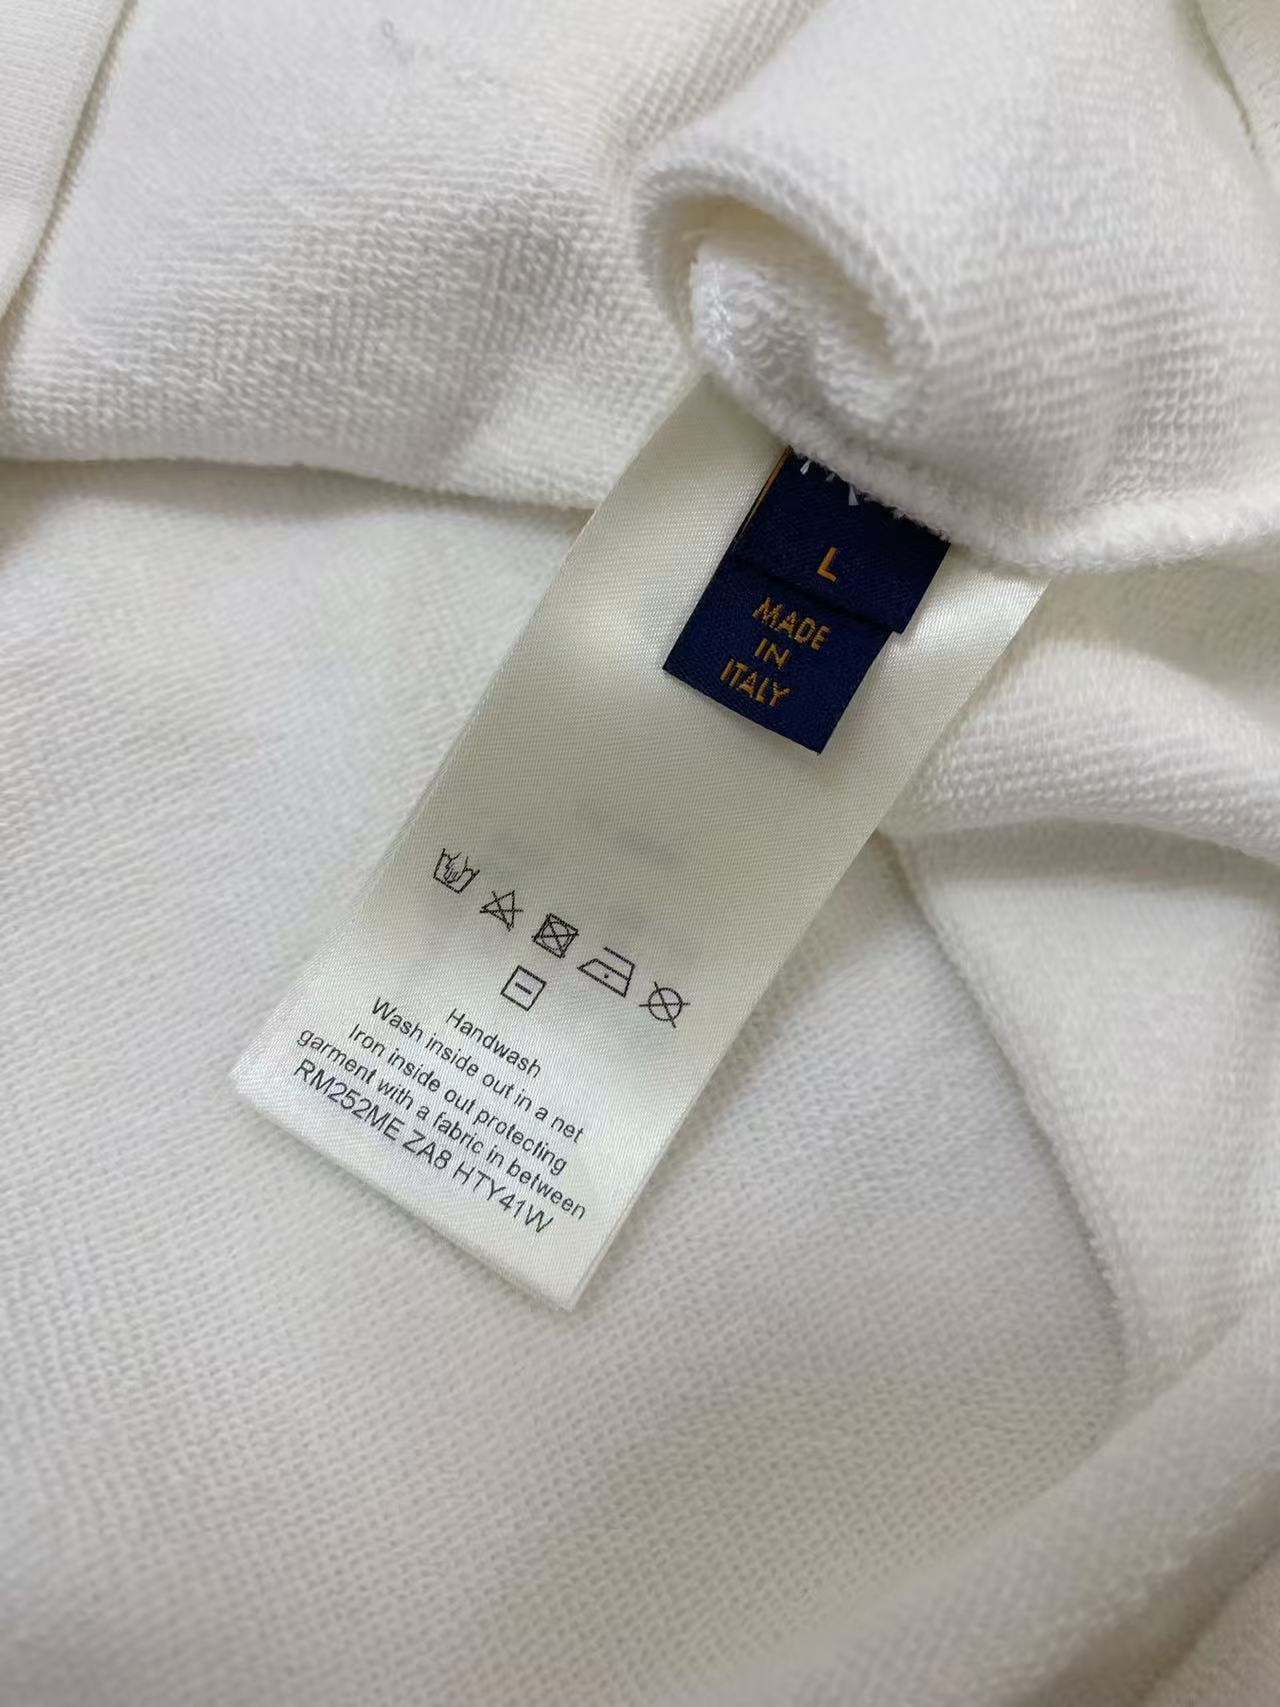 L
MADE
IN
ITALY
Handwash
Wash inside out in a net
Iron inside out protecting
garment with a fabric in between
RM252ME ZA8 HTY41W